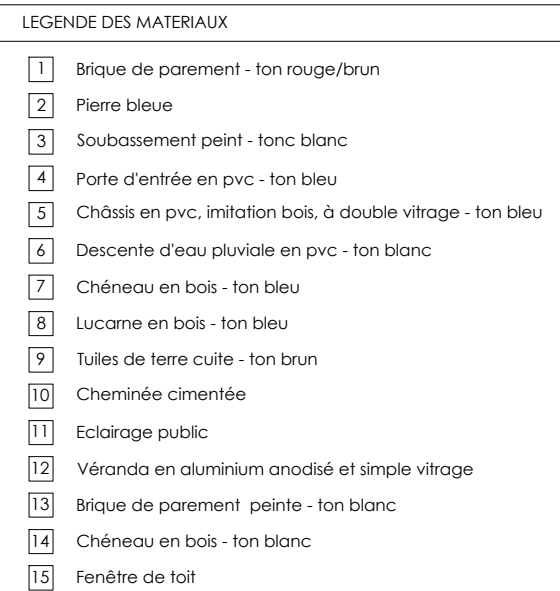 LEGENDE DES MATERIAUX
1 Brique de parement - ton rouge/brun
2 Pierre bleue
3 Soubassement peint - tonc blanc
4 Porte d'entrée en pvc - ton bleu
5 Châssis en pvc, imitation bois, à double vitrage - ton bleu
6 Descente d'eau pluviale en pvc - ton blanc
7 Chéneau en bois - ton bleu
8 Lucarne en bois - ton bleu
9 Tuiles de terre cuite - ton brun
10 Cheminée cimentée
11 Eclairage public
12 Véranda en aluminium anodisé et simple vitrage
13 Brique de parement peinte - ton blanc
14 Chéneau en bois - ton blanc
15 Fenêtre de toit